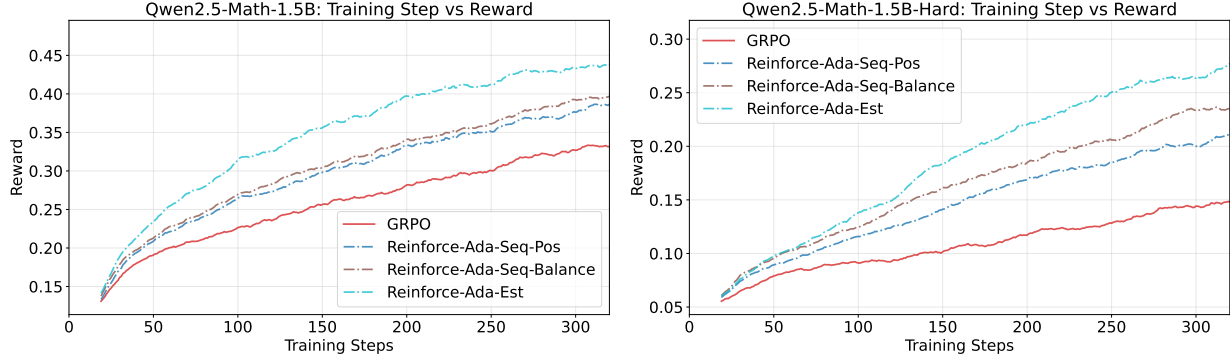 Qwen2.5-Math-1.5B: Training Step vs Reward
0.45
0.40
0.35
0.30
0.25
0.20
0.15
Reward
GRPO
Reinforce-Ada-Seq-Pos
Reinforce-Ada-Seq-Balance
Reinforce-Ada-Est
0 50 100 150 200 250 300
Training Steps
Qwen2.5-Math-1.5B-Hard: Training Step vs Reward
0.30
0.25
0.20
0.15
0.10
0.05
Reward
GRPO
Reinforce-Ada-Seq-Pos
Reinforce-Ada-Seq-Balance
Reinforce-Ada-Est
0 50 100 150 200 250 300
Training Steps